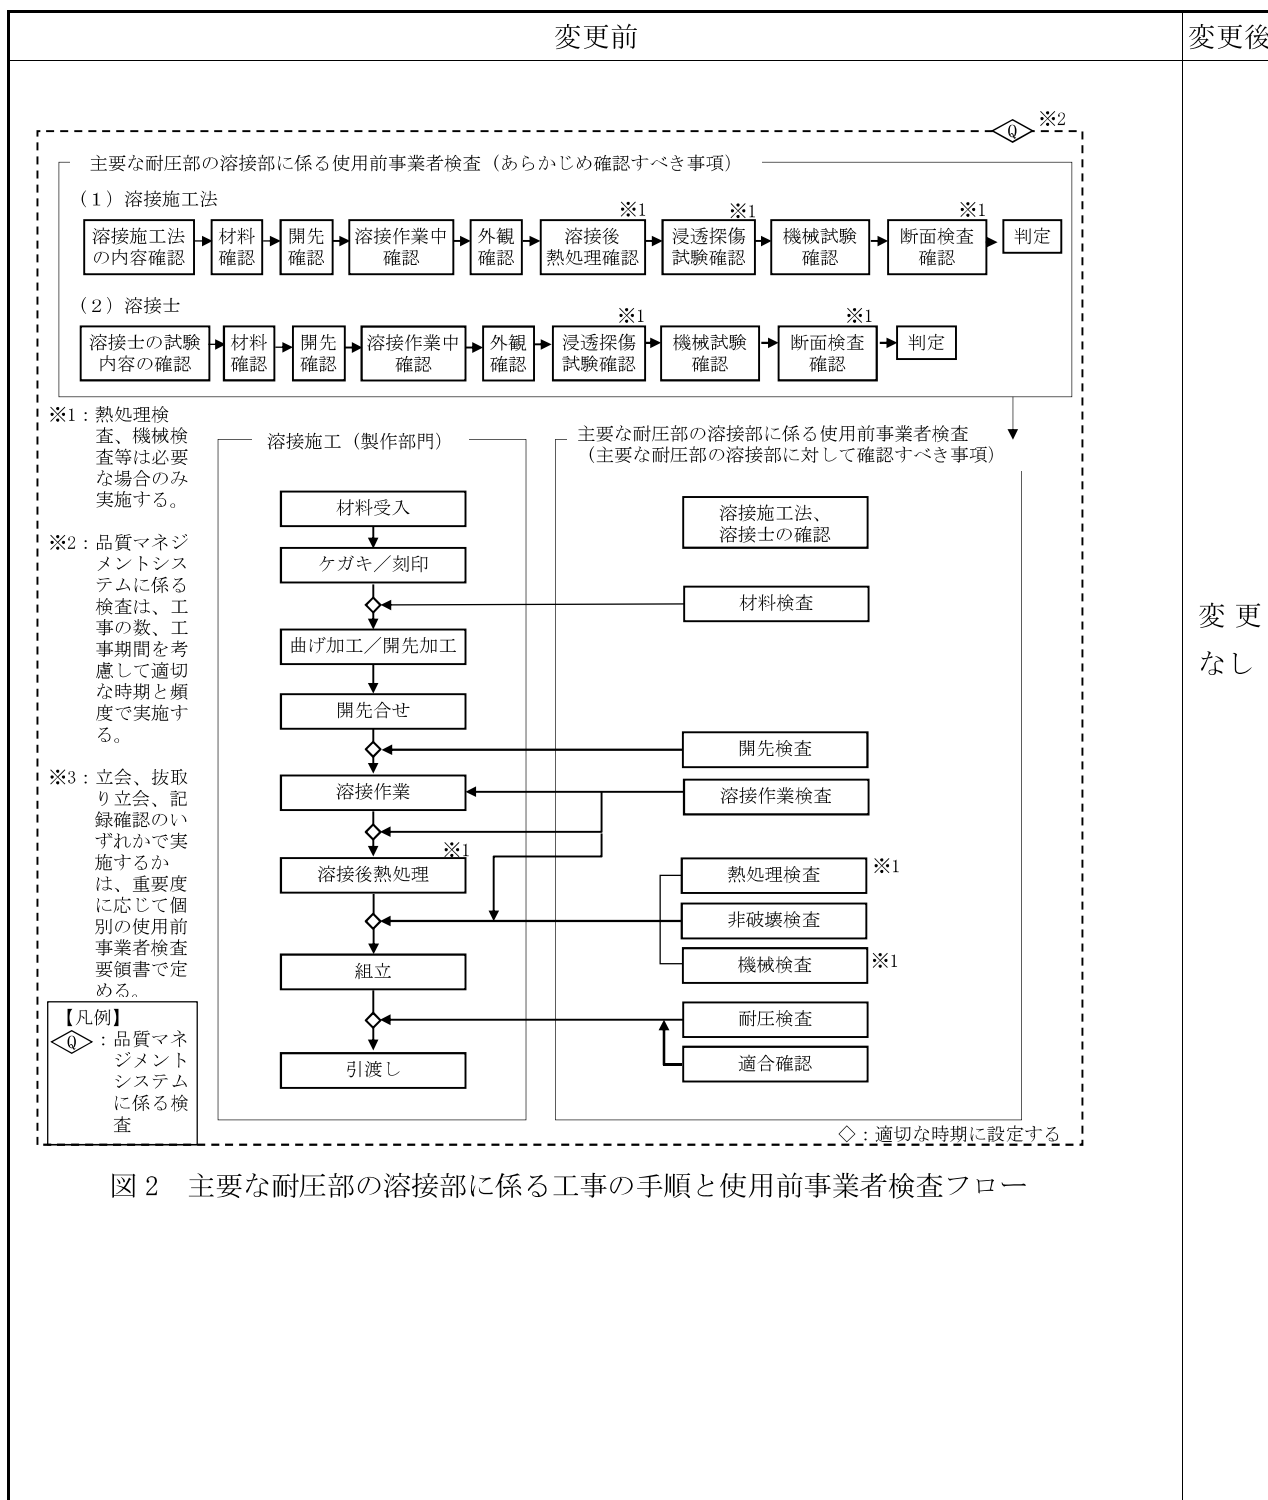 変更前
変更後
Q
※2
主要な耐圧部の溶接部に係る使用前事業者検査（あらかじめ確認すべき事項）
（１）溶接施工法
※1
※1
※1
溶接施工法
の内容確認
材料
確認
開先
確認
溶接作業中
確認
外観
確認
溶接後
熱処理確認
浸透探傷
試験確認
機械試験
確認
断面検査
確認
判定
（２）溶接士
※1
※1
溶接士の試験
内容の確認
材料
確認
開先
確認
溶接作業中
確認
外観
確認
浸透探傷
試験確認
機械試験
確認
断面検査
確認
判定
※1：熱処理検
査、機械検
査等は必要
な場合のみ
実施する。
※2：品質マネジ
メントシス
テムに係る
検査は、工
事の数、工
事期間を考
慮して適切
な時期と頻
度で実施す
る。
※3：立会、抜取
り立会、記
録確認のい
ずれかで実
施するか
は、重要度
に応じて個
別の使用前
事業者検査
要領書で定
める。
【凡例】
Q ：品質マネ
ジメント
システム
に係る検
査
溶接施工（製作部門）
材料受入
ケガキ／刻印
曲げ加工／開先加工
開先合せ
溶接作業
※1
溶接後熱処理
組立
引渡し
主要な耐圧部の溶接部に係る使用前事業者検査
（主要な耐圧部の溶接部に対して確認すべき事項）
溶接施工法、
溶接士の確認
材料検査
開先検査
溶接作業検査
熱処理検査
※1
非破壊検査
機械検査
※1
耐圧検査
適合確認
◇：適切な時期に設定する
図２　主要な耐圧部の溶接部に係る工事の手順と使用前事業者検査フロー
変更
なし